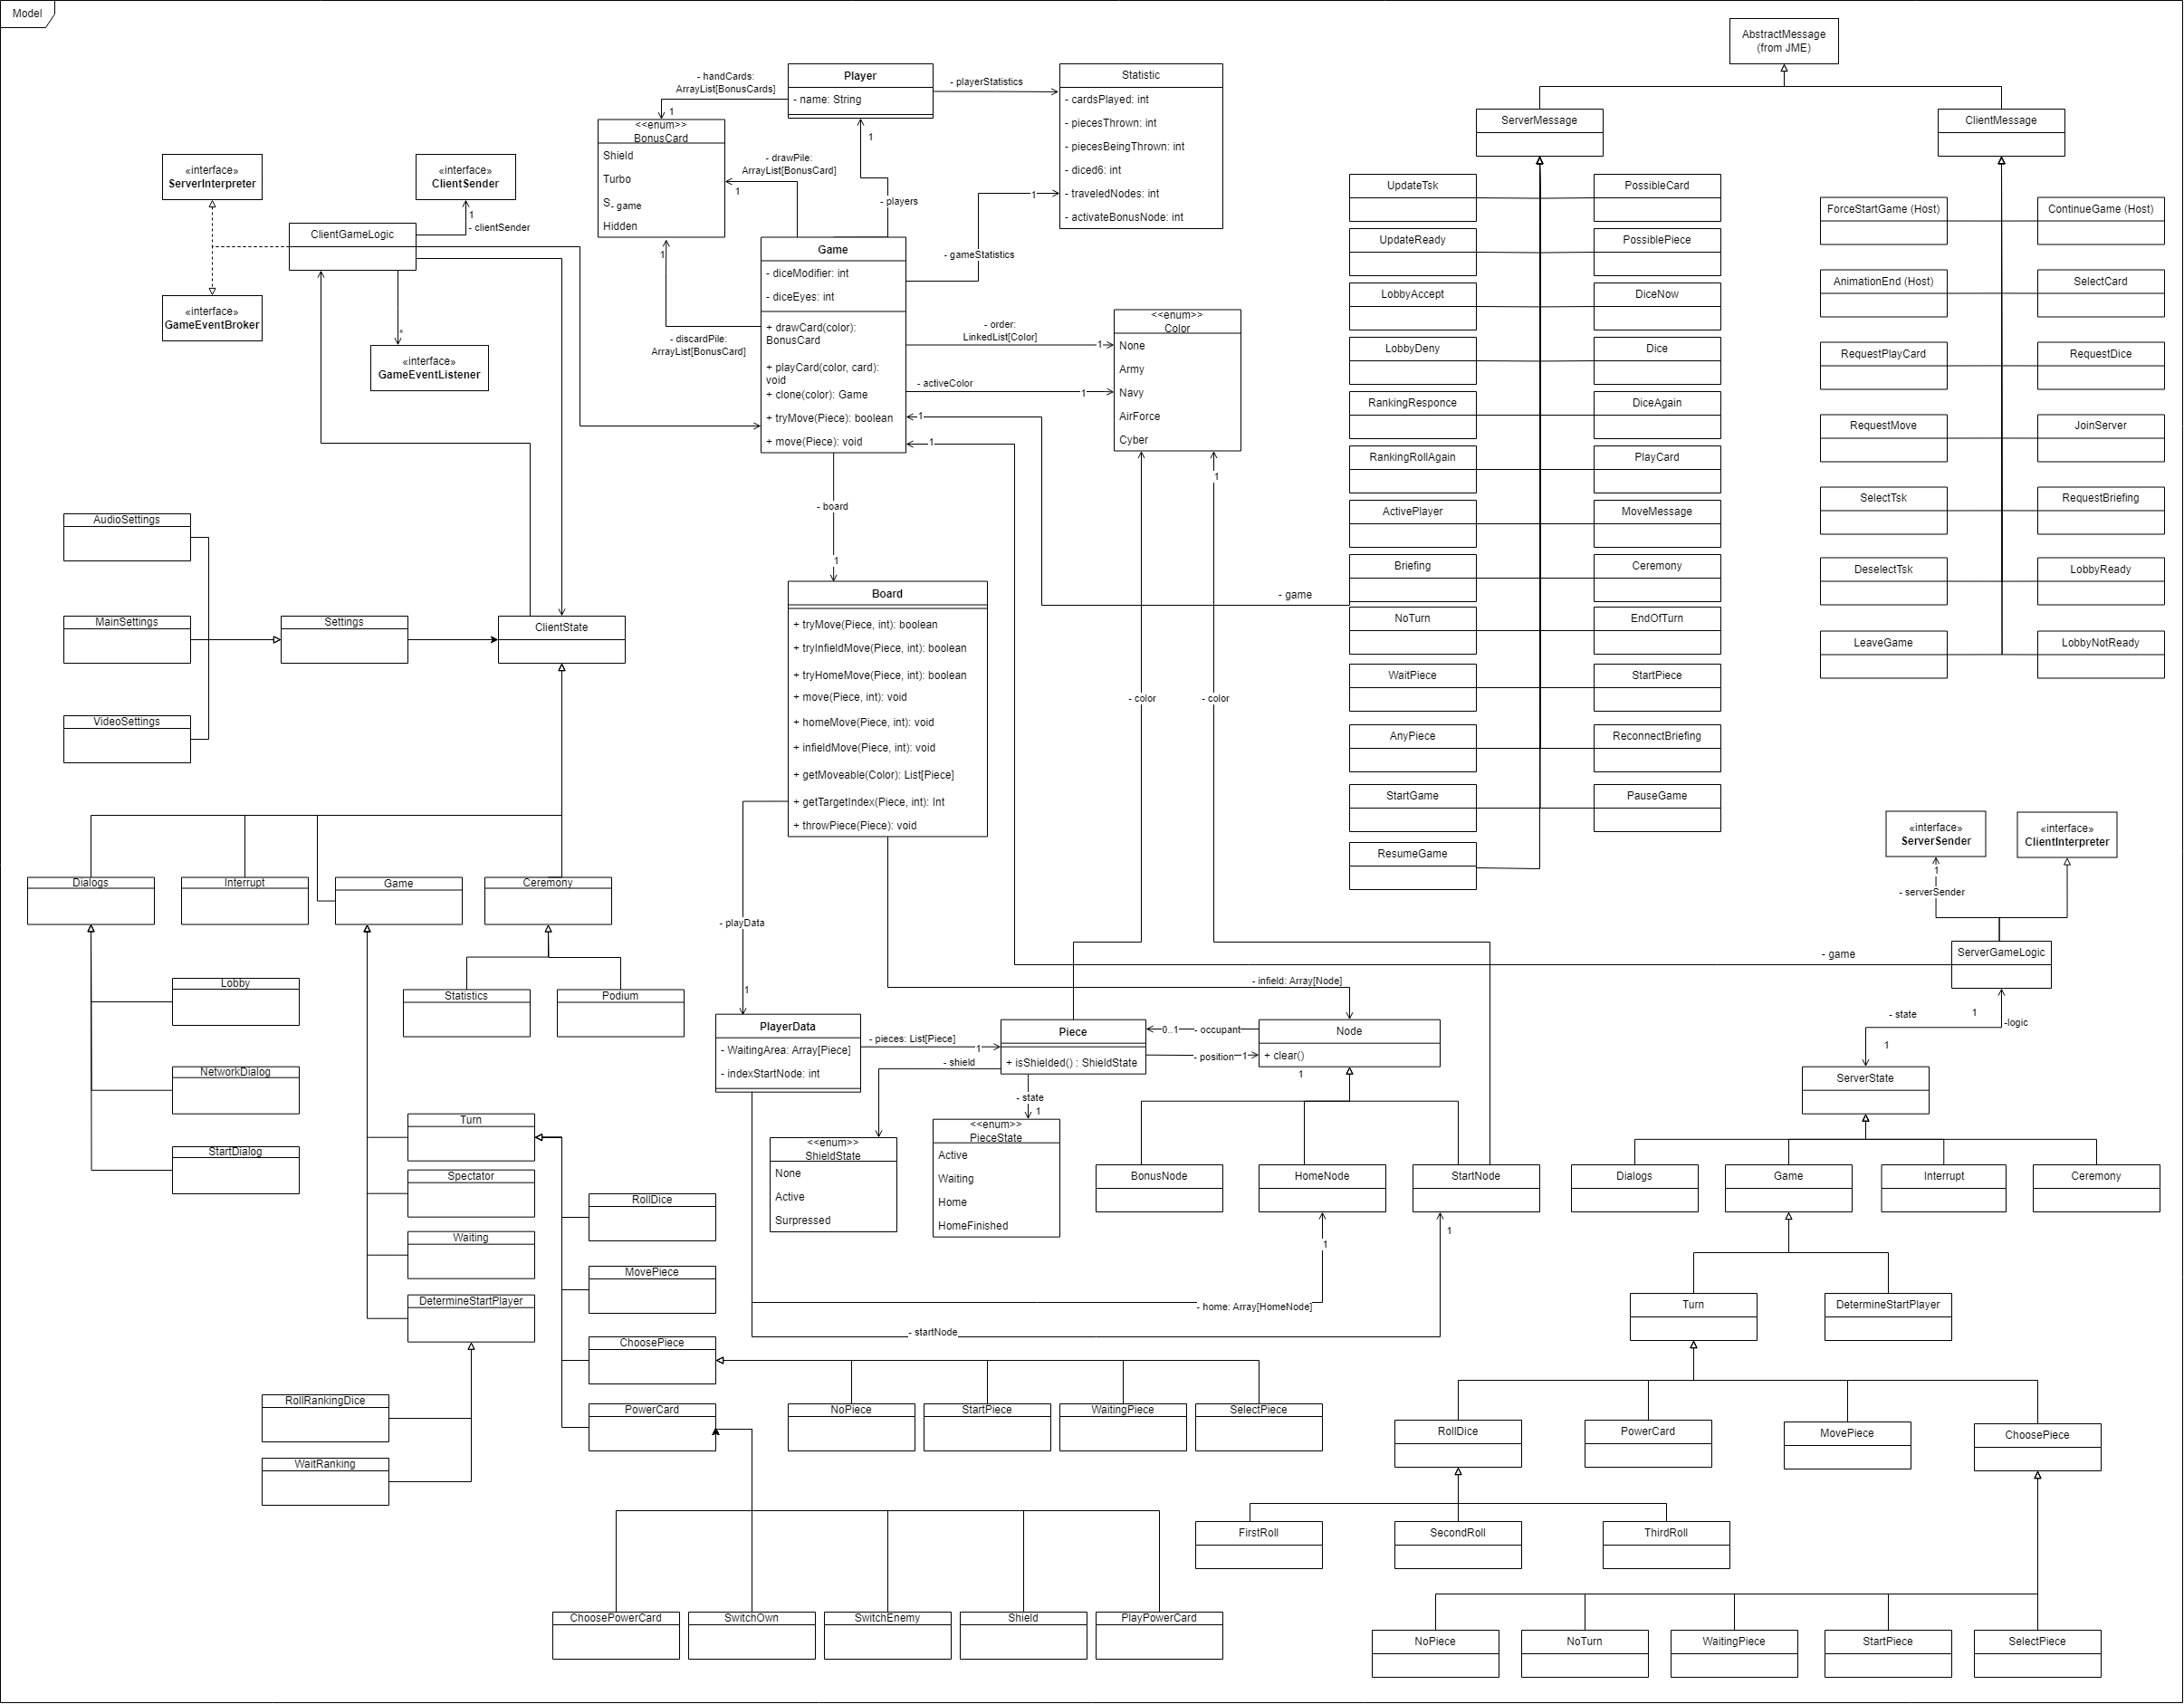 Model
AbstractMessage
(from JME)
ServerMessage
ClientMessage
UpdateTsk
PossibleCard
UpdateReady
PossiblePiece
LobbyAccept
DiceNow
LobbyDeny
Dice
RankingResponce
DiceAgain
RankingRollAgain
PlayCard
ActivePlayer
MoveMessage
Briefing
Ceremony
NoTurn
EndOfTurn
WaitPiece
StartPiece
AnyPiece
ReconnectBriefing
StartGame
PauseGame
ResumeGame
ForceStartGame (Host)
ContinueGame (Host)
AnimationEnd (Host)
SelectCard
RequestPlayCard
RequestDice
RequestMove
JoinServer
SelectTsk
RequestBriefing
DeselectTsk
LobbyReady
LeaveGame
LobbyNotReady
Player
- name: String
- handCards:
ArrayList[BonusCards]
1
- playerStatistics
Statistic
- cardsPlayed: int
- piecesThrown: int
- piecesBeingThrown: int
- diced6: int
- traveledNodes: int
- activateBonusNode: int
<<enum>>
BonusCard
Shield
Turbo
S- game
Hidden
- drawPile:
ArrayList[BonusCard]
1
1
- players
1
- gameStatistics
1
- discardPile:
ArrayList[BonusCard]
Game
- diceModifier: int
- diceEyes: int
+ drawCard(color):
BonusCard
+ playCard(color, card):
void
+ clone(color): Game
+ tryMove(Piece): boolean
+ move(Piece): void
- order:
LinkedList[Color]
1
- activeColor
1
1
1
<<enum>>
Color
None
Army
Navy
AirForce
Cyber
1
«interface»
ServerInterpreter
«interface»
ClientSender
1
- clientSender
ClientGameLogic
«interface»
GameEventBroker
*
«interface»
GameEventListener
AudioSettings
MainSettings
VideoSettings
Settings
ClientState
- board
1
Board
+ tryMove(Piece, int): boolean
+ tryInfieldMove(Piece, int): boolean
+ tryHomeMove(Piece, int): boolean
+ move(Piece, int): void
+ homeMove(Piece, int): void
+ infieldMove(Piece, int): void
+ getMoveable(Color): List[Piece]
+ getTargetIndex(Piece, int): Int
+ throwPiece(Piece): void
- game
- color
- color
- playData
1
- infield: Array[Node]
PlayerData
- WaitingArea: Array[Piece]
- indexStartNode: int
- pieces: List[Piece]
1
- shield
Piece
+ isShielded() : ShieldState
0..1
- occupant
- position
1
Node
+ clear()
1
- state
1
<<enum>>
ShieldState
None
Active
Surpressed
<<enum>>
PieceState
Active
Waiting
Home
HomeFinished
BonusNode
HomeNode
StartNode
1
1
- home: Array[HomeNode]
- startNode
Dialogs
Interrupt
Game
Ceremony
Lobby
NetworkDialog
StartDialog
Statistics
Podium
Turn
Spectator
Waiting
DetermineStartPlayer
RollRankingDice
WaitRanking
RollDice
MovePiece
ChoosePiece
PowerCard
NoPiece
StartPiece
WaitingPiece
SelectPiece
ChoosePowerCard
SwitchOwn
SwitchEnemy
Shield
PlayPowerCard
«interface»
ServerSender
«interface»
ClientInterpreter
1
- serverSender
- game
ServerGameLogic
- state
1
-logic
1
ServerState
Dialogs
Game
Interrupt
Ceremony
Turn
DetermineStartPlayer
RollDice
PowerCard
MovePiece
ChoosePiece
FirstRoll
SecondRoll
ThirdRoll
NoPiece
NoTurn
WaitingPiece
StartPiece
SelectPiece